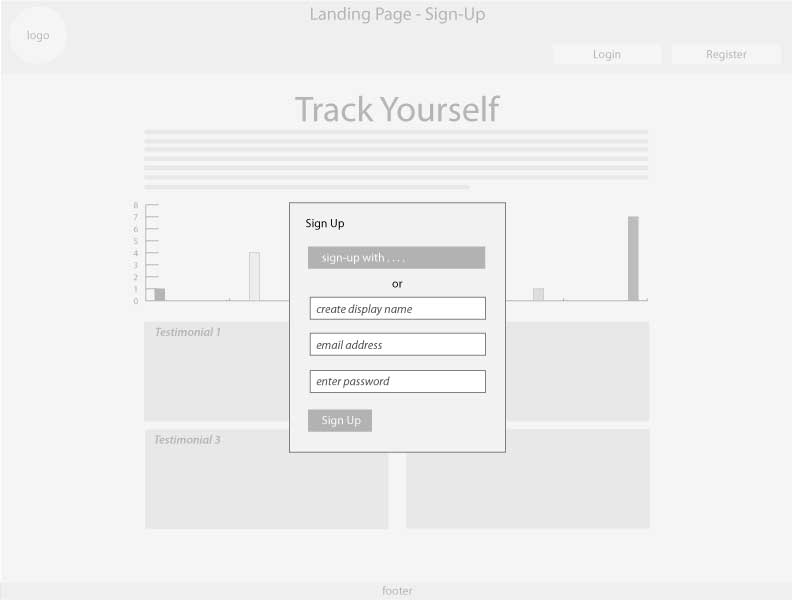 Landing Page - Sign-Up
logo
Login
Register
Track Yourself
8
7
6
5
4
3
2
1
0
Sign Up
sign-up with . . . .
or
create display name
email address
enter password
Sign Up
Testimonial 1
Testimonial 3
footer